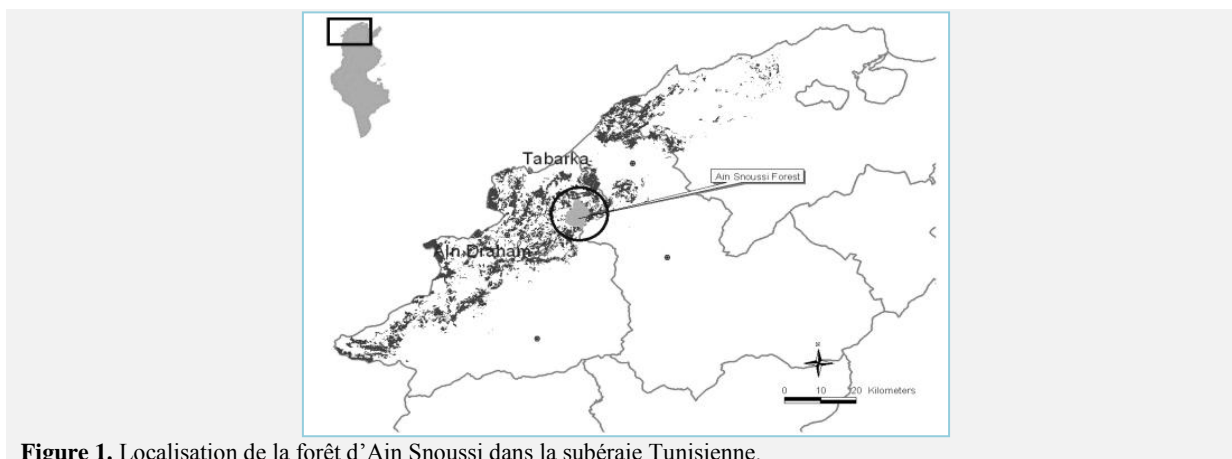 Tabarka
Ain Snoussi Forest
Ain Draham
N
0 10 20 Kilometers
Figure 1. Localisation de la forêt d’Ain Snoussi dans la subéraie Tunisienne.